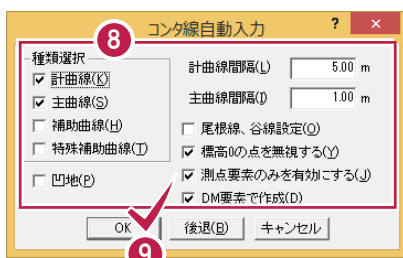 コンタ線自動入力 ? ×
8
種類選択
計曲線(K)
主曲線(S)
補助曲線(H)
特殊補助曲線(T)
凹地(P)
計曲線間隔(L) 5.00 m
主曲線間隔(I) 1.00 m
尾根線、谷線設定(O)
標高0の点を無視する(Y)
測点要素のみを有効にする(J)
DM要素で作成(D)
OK 後退(B) キャンセル
9